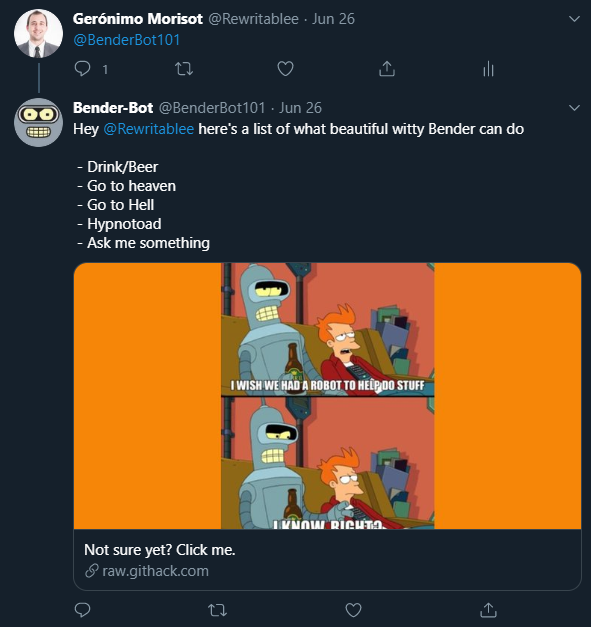 Gerónimo Morisot @Rewritablee · Jun 26
@BenderBot101
1
Bender-Bot @BenderBot101 · Jun 26
Hey @Rewritablee here's a list of what beautiful witty Bender can do
- Drink/Beer
- Go to heaven
- Go to Hell
- Hypnotoad
- Ask me something
I WISH WE HAD A ROBOT TO HELP DO STUFF
I KNOW, RIGHT?
Not sure yet? Click me.
raw.githack.com